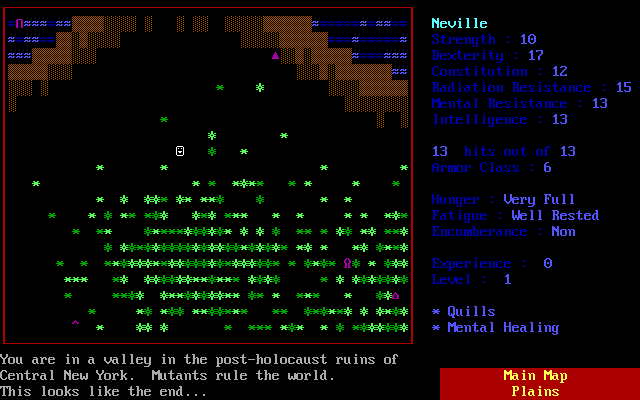 Neville
Strength : 10
Dexterity : 17
Constitution : 12
Radiation Resistance : 15
Mental Resistance : 13
Intelligence : 13
13 hits out of 13
Armor Class : 6
Hunger : Very Full
Fatigue : Well Rested
Encumberance : Non
Experience : 0
Level : 1
* Quills
* Mental Healing
You are in a valley in the post-holocaust ruins of
Central New York. Mutants rule the world.
This looks like the end...
Main Map
Plains